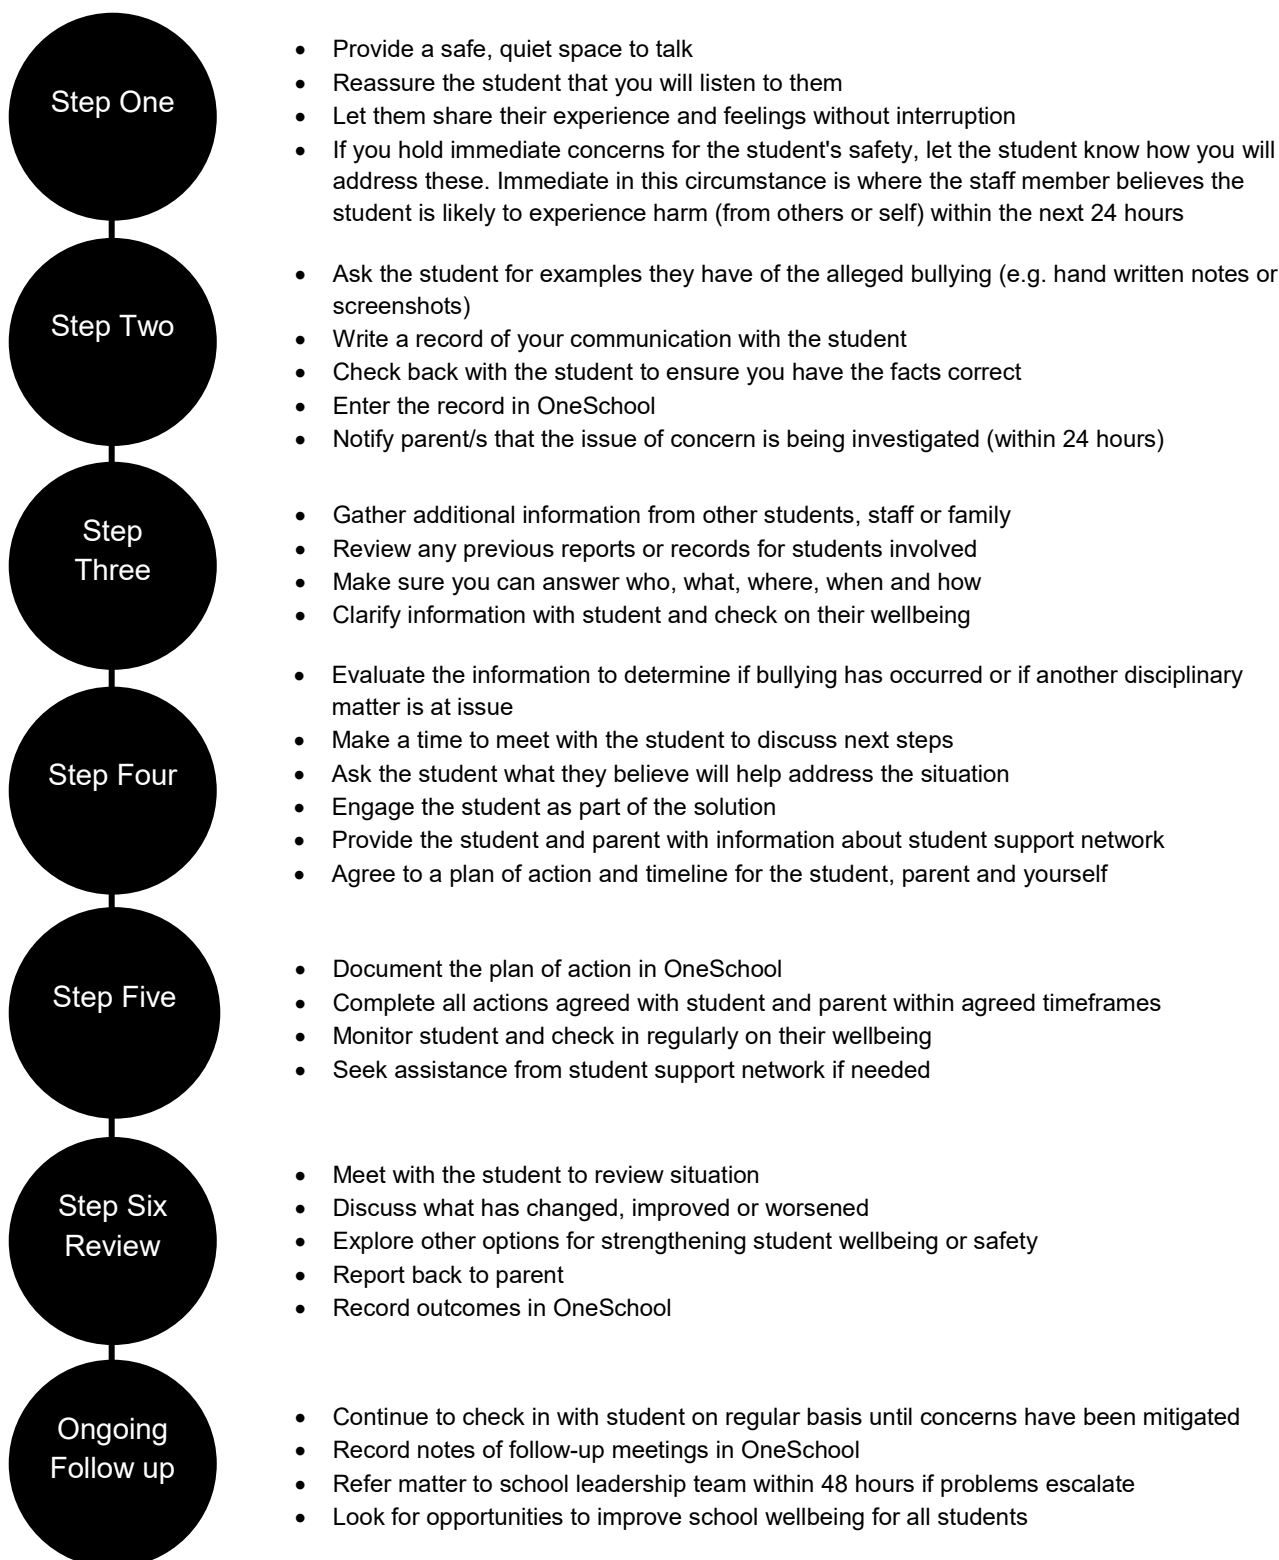 Step One
• Provide a safe, quiet space to talk
• Reassure the student that you will listen to them
• Let them share their experience and feelings without interruption
• If you hold immediate concerns for the student's safety, let the student know how you will
address these. Immediate in this circumstance is where the staff member believes the
student is likely to experience harm (from others or self) within the next 24 hours
Step Two
• Ask the student for examples they have of the alleged bullying (e.g. hand written notes or
screenshots)
• Write a record of your communication with the student
• Check back with the student to ensure you have the facts correct
• Enter the record in OneSchool
• Notify parent/s that the issue of concern is being investigated (within 24 hours)
Step
Three
• Gather additional information from other students, staff or family
• Review any previous reports or records for students involved
• Make sure you can answer who, what, where, when and how
• Clarify information with student and check on their wellbeing
Step Four
• Evaluate the information to determine if bullying has occurred or if another disciplinary
matter is at issue
• Make a time to meet with the student to discuss next steps
• Ask the student what they believe will help address the situation
• Engage the student as part of the solution
• Provide the student and parent with information about student support network
• Agree to a plan of action and timeline for the student, parent and yourself
Step Five
• Document the plan of action in OneSchool
• Complete all actions agreed with student and parent within agreed timeframes
• Monitor student and check in regularly on their wellbeing
• Seek assistance from student support network if needed
Step Six
Review
• Meet with the student to review situation
• Discuss what has changed, improved or worsened
• Explore other options for strengthening student wellbeing or safety
• Report back to parent
• Record outcomes in OneSchool
Ongoing
Follow up
• Continue to check in with student on regular basis until concerns have been mitigated
• Record notes of follow-up meetings in OneSchool
• Refer matter to school leadership team within 48 hours if problems escalate
• Look for opportunities to improve school wellbeing for all students